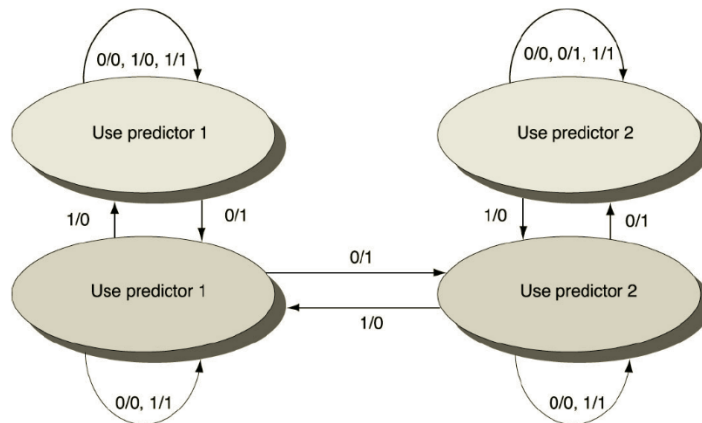 0/0, 1/0, 1/1
0/0, 0/1, 1/1
Use predictor 1
Use predictor 2
1/0
0/1
1/0
0/1
Use predictor 1
0/1
Use predictor 2
1/0
0/0, 1/1
0/0, 1/1